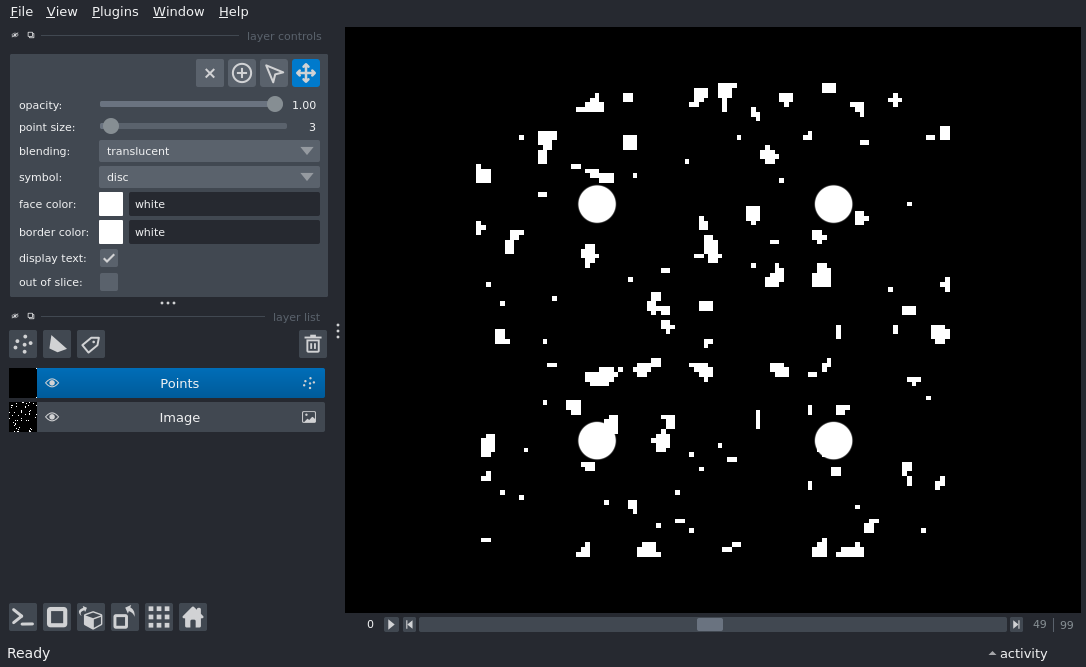 File View Plugins Window Help
layer controls
opacity: 1.00
point size: 3
blending: translucent
symbol: disc
face color: white
border color: white
display text:
out of slice:
layer list
Points
Image
0 49 99
Ready activity